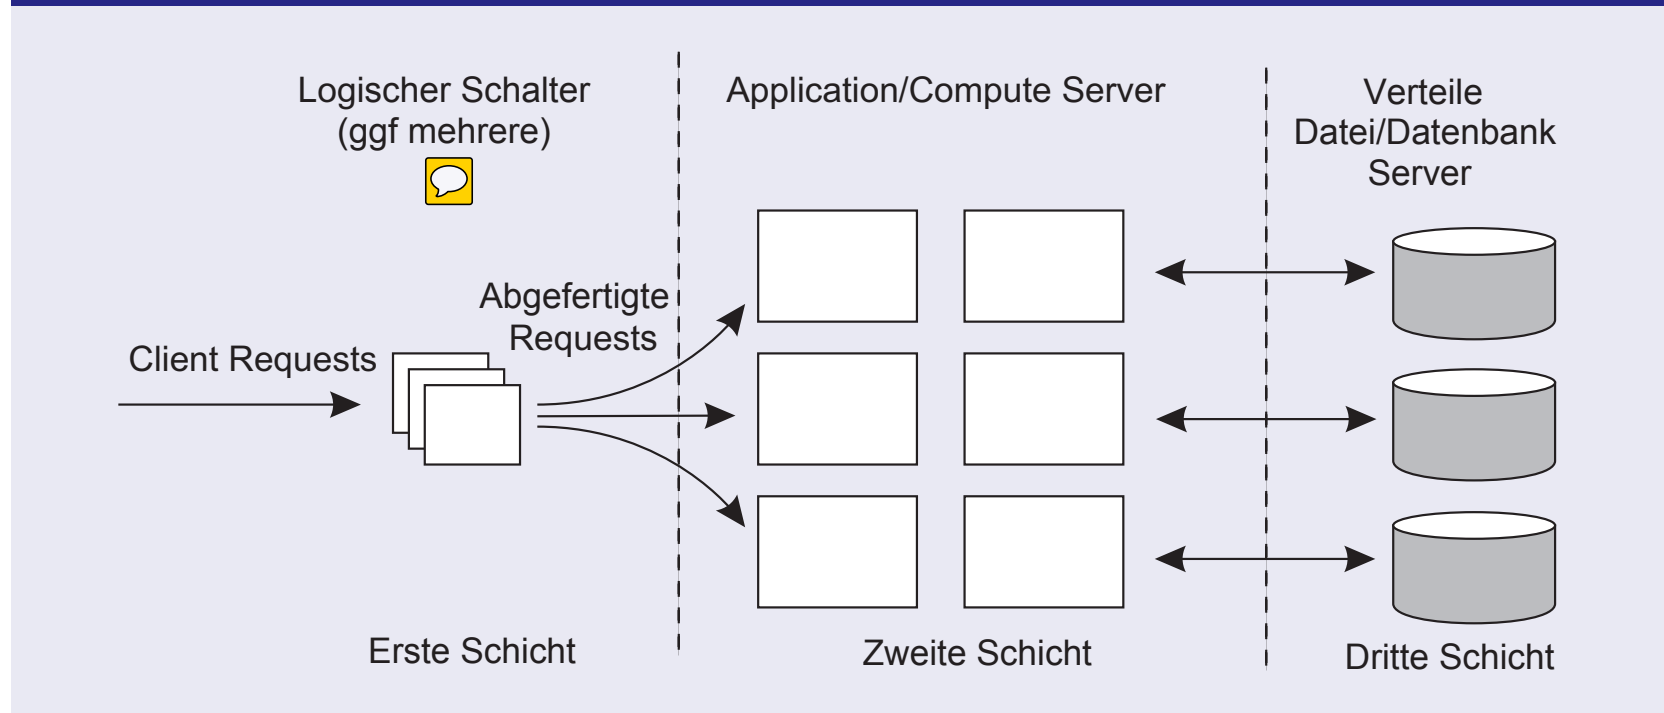 Logischer Schalter
(ggf mehrere)
Application/Compute Server
Verteile
Datei/Datenbank
Server
Abgefertigte
Requests
Client Requests
Erste Schicht
Zweite Schicht
Dritte Schicht